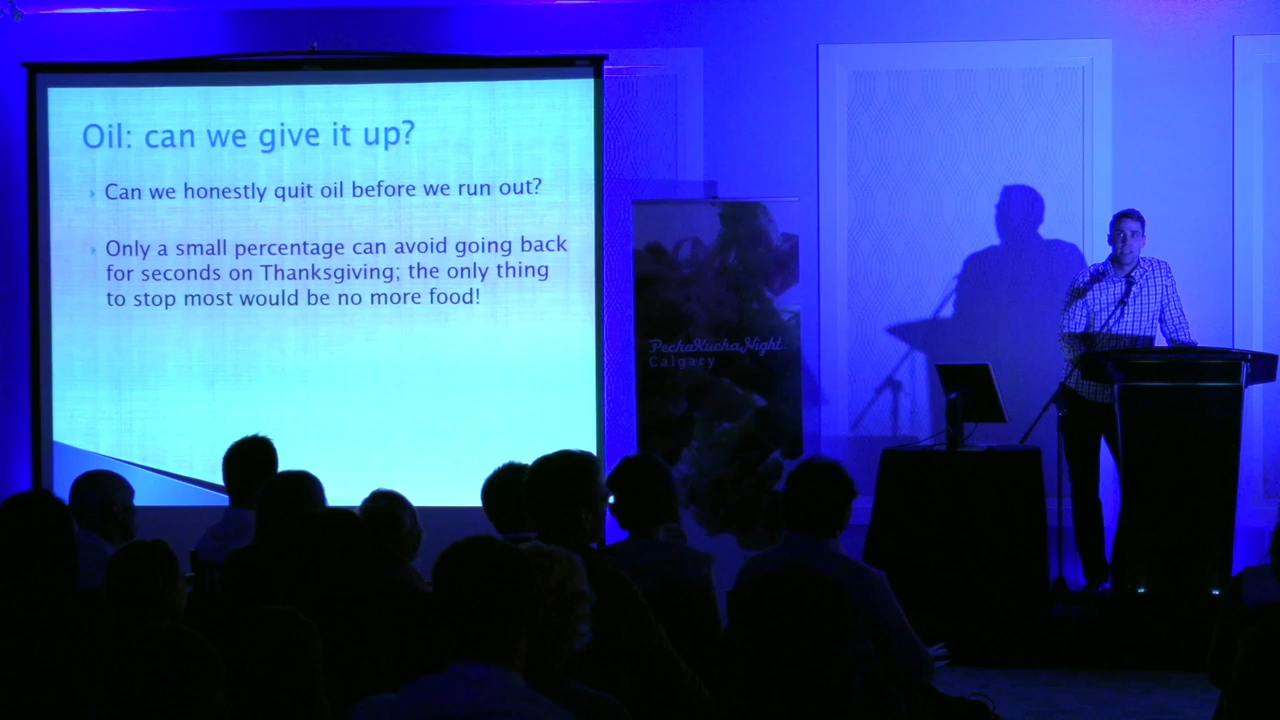 Oil: can we give it up?
Can we honestly quit oil before we run out?
Only a small percentage can avoid going back
for seconds on Thanksgiving; the only thing
to stop most would be no more food!
PechaKucha Night
Calgary